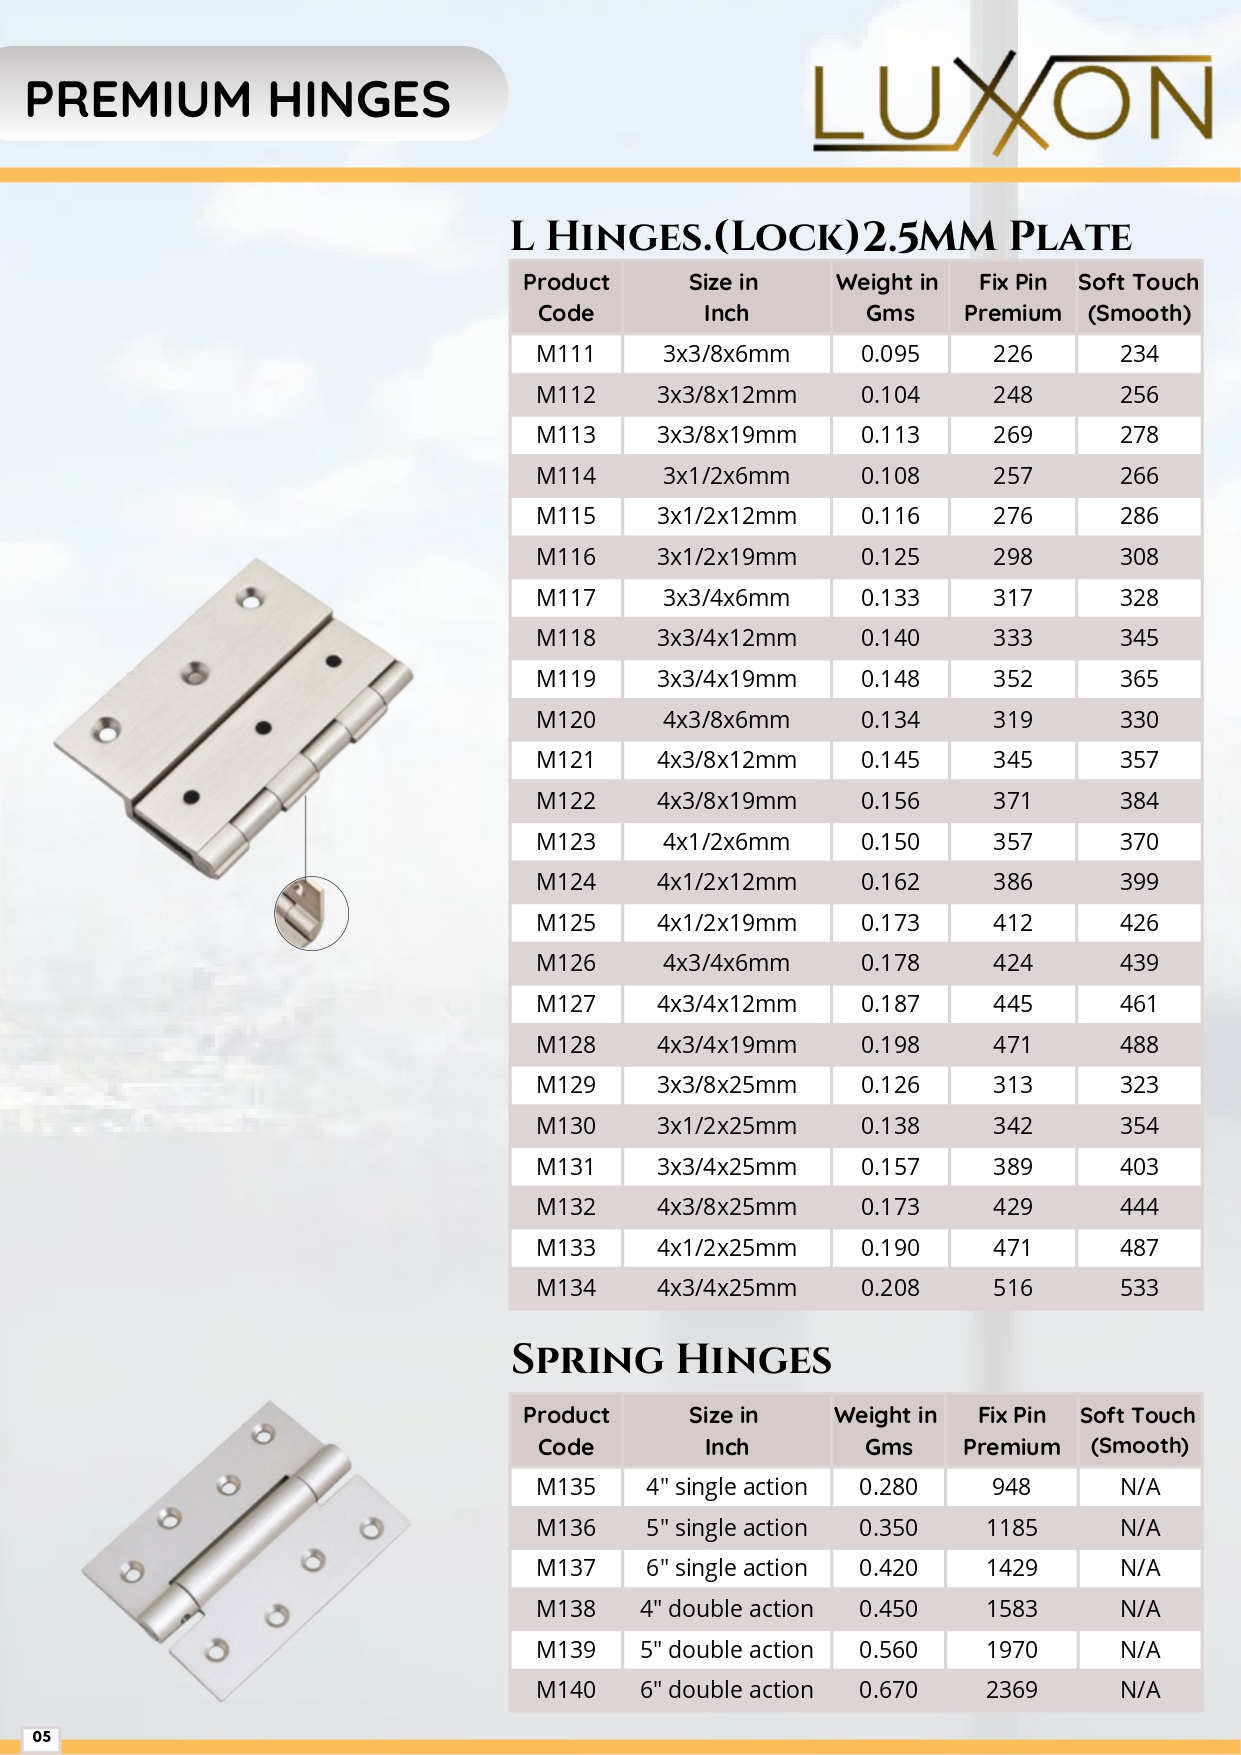 PREMIUM HINGES
LUXXON
L Hinges.(Lock)2.5MM Plate
Product Code Size in Inch Weight in Gms Fix Pin Premium Soft Touch (Smooth)
M111 3x3/8x6mm 0.095 226 234
M112 3x3/8x12mm 0.104 248 256
M113 3x3/8x19mm 0.113 269 278
M114 3x1/2x6mm 0.108 257 266
M115 3x1/2x12mm 0.116 276 286
M116 3x1/2x19mm 0.125 298 308
M117 3x3/4x6mm 0.133 317 328
M118 3x3/4x12mm 0.140 333 345
M119 3x3/4x19mm 0.148 352 365
M120 4x3/8x6mm 0.134 319 330
M121 4x3/8x12mm 0.145 345 357
M122 4x3/8x19mm 0.156 371 384
M123 4x1/2x6mm 0.150 357 370
M124 4x1/2x12mm 0.162 386 399
M125 4x1/2x19mm 0.173 412 426
M126 4x3/4x6mm 0.178 424 439
M127 4x3/4x12mm 0.187 445 461
M128 4x3/4x19mm 0.198 471 488
M129 3x3/8x25mm 0.126 313 323
M130 3x1/2x25mm 0.138 342 354
M131 3x3/4x25mm 0.157 389 403
M132 4x3/8x25mm 0.173 429 444
M133 4x1/2x25mm 0.190 471 487
M134 4x3/4x25mm 0.208 516 533
Spring Hinges
Product Code Size in Inch Weight in Gms Fix Pin Premium Soft Touch (Smooth)
M135 4" single action 0.280 948 N/A
M136 5" single action 0.350 1185 N/A
M137 6" single action 0.420 1429 N/A
M138 4" double action 0.450 1583 N/A
M139 5" double action 0.560 1970 N/A
M140 6" double action 0.670 2369 N/A
05